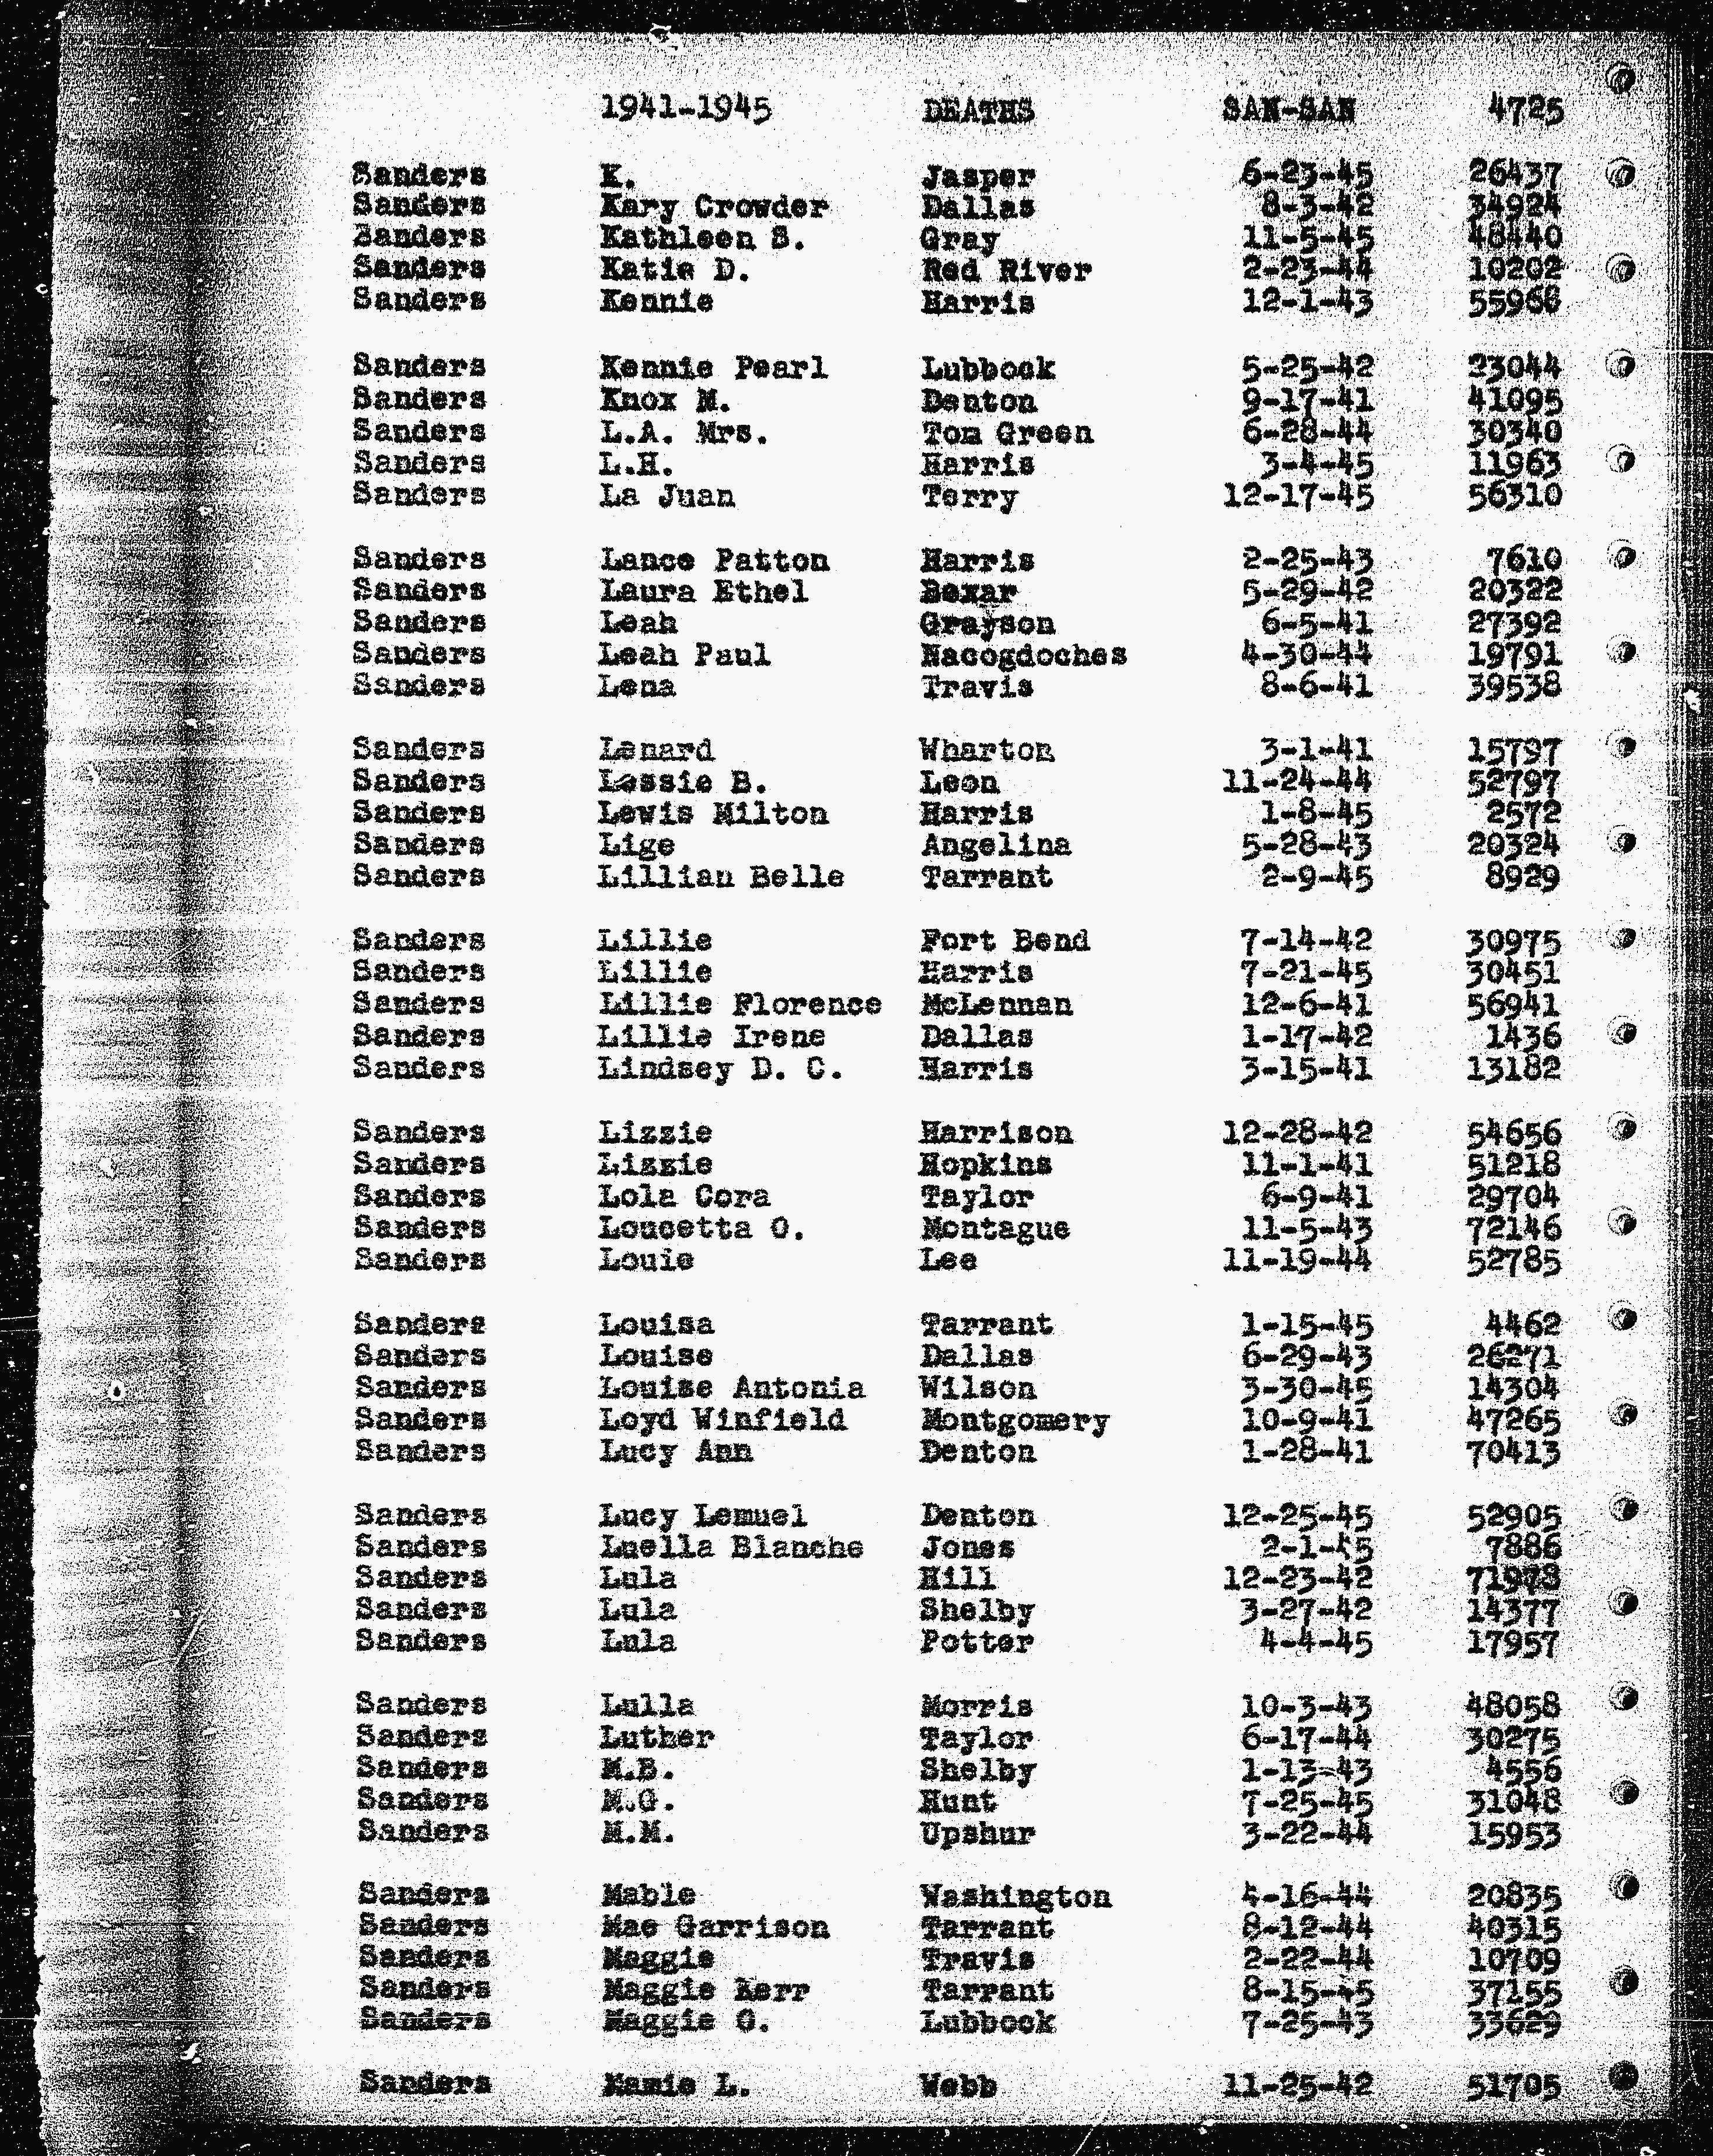 1941-1945 DEATHS SAN-SAN 4725
Sanders K. Jasper 6-23-45 26437
Sanders Kary Crowder Dallas 8-3-42 34924
Sanders Kathleen S. Gray 11-5-45 48440
Sanders Katie D. Red River 2-23-44 10202
Sanders Kennie Harris 12-1-43 55968
Sanders Kennie Pearl Lubbock 5-25-42 23044
Sanders Knox M. Denton 9-17-41 41095
Sanders L.A. Mrs. Tom Green 6-28-44 30340
Sanders L.H. Harris 3-4-45 11963
Sanders La Juan Terry 12-17-45 56310
Sanders Lance Patton Harris 2-25-43 7610
Sanders Laura Ethel Bexar 5-29-42 20322
Sanders Leah Grayson 6-5-41 27392
Sanders Leah Paul Nacogdoches 4-30-44 19791
Sanders Lena Travis 8-6-41 39538
Sanders Lenard Wharton 3-1-41 15797
Sanders Lessie B. Leon 11-24-44 52797
Sanders Lewis Milton Harris 1-8-45 2572
Sanders Lige Angelina 5-28-43 20324
Sanders Lillian Belle Tarrant 2-9-45 8929
Sanders Lillie Fort Bend 7-14-42 30975
Sanders Lillie Harris 7-21-45 30451
Sanders Lillie Florence McLennan 12-6-41 56941
Sanders Lillie Irene Dallas 1-17-42 1436
Sanders Lindsey D. C. Harris 3-15-41 13182
Sanders Lizzie Harrison 12-28-42 54656
Sanders Lizzie Hopkins 11-1-41 51218
Sanders Lola Cora Taylor 6-9-41 29704
Sanders Loucetta O. Montague 11-5-43 72146
Sanders Louie Lee 11-19-44 52785
Sanders Louisa Tarrant 1-15-45 4462
Sanders Louise Dallas 6-29-43 26271
Sanders Louise Antonia Wilson 3-30-45 14304
Sanders Loyd Winfield Montgomery 10-9-41 47265
Sanders Lucy Ann Denton 1-28-41 70413
Sanders Lucy Lemuel Denton 12-25-45 52905
Sanders Luella Blanche Jones 2-1-45 7886
Sanders Lula Hill 12-23-42 71978
Sanders Lula Shelby 3-27-42 14377
Sanders Lula Potter 4-4-45 17957
Sanders Lulla Morris 10-3-43 48058
Sanders Luther Taylor 6-17-44 30275
Sanders M.B. Shelby 1-13-43 4556
Sanders M.G. Hunt 7-25-45 31048
Sanders M.M. Upshur 3-22-44 15953
Sanders Mable Washington 4-16-44 20835
Sanders Mae Garrison Tarrant 8-12-44 40315
Sanders Maggie Travis 2-22-44 10709
Sanders Maggie Kerr Tarrant 8-15-45 37155
Sanders Maggie O. Lubbock 7-25-43 33629
Sanders Mamie L. Webb 11-25-42 51705